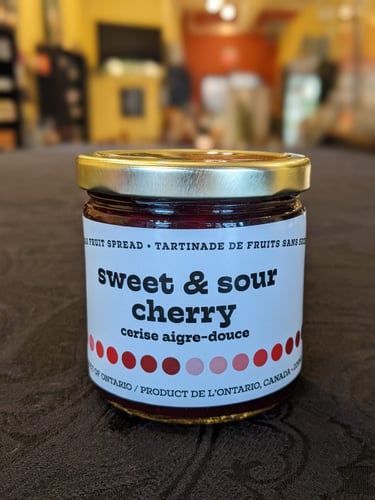 FRUIT SPREAD • TARTINADE DE FRUITS SANS
sweet & sour
cherry
cerise aigre-douce
OF ONTARIO / PRODUCT DE L'ONTARIO, CANADA •